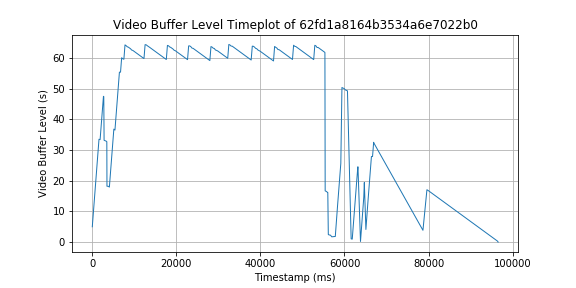 Video Buffer Level Timeplot of 62fd1a8164b3534a6e7022b0
Video Buffer Level (s)
60
50
40
30
20
10
0
0 20000 40000 60000 80000 100000
Timestamp (ms)